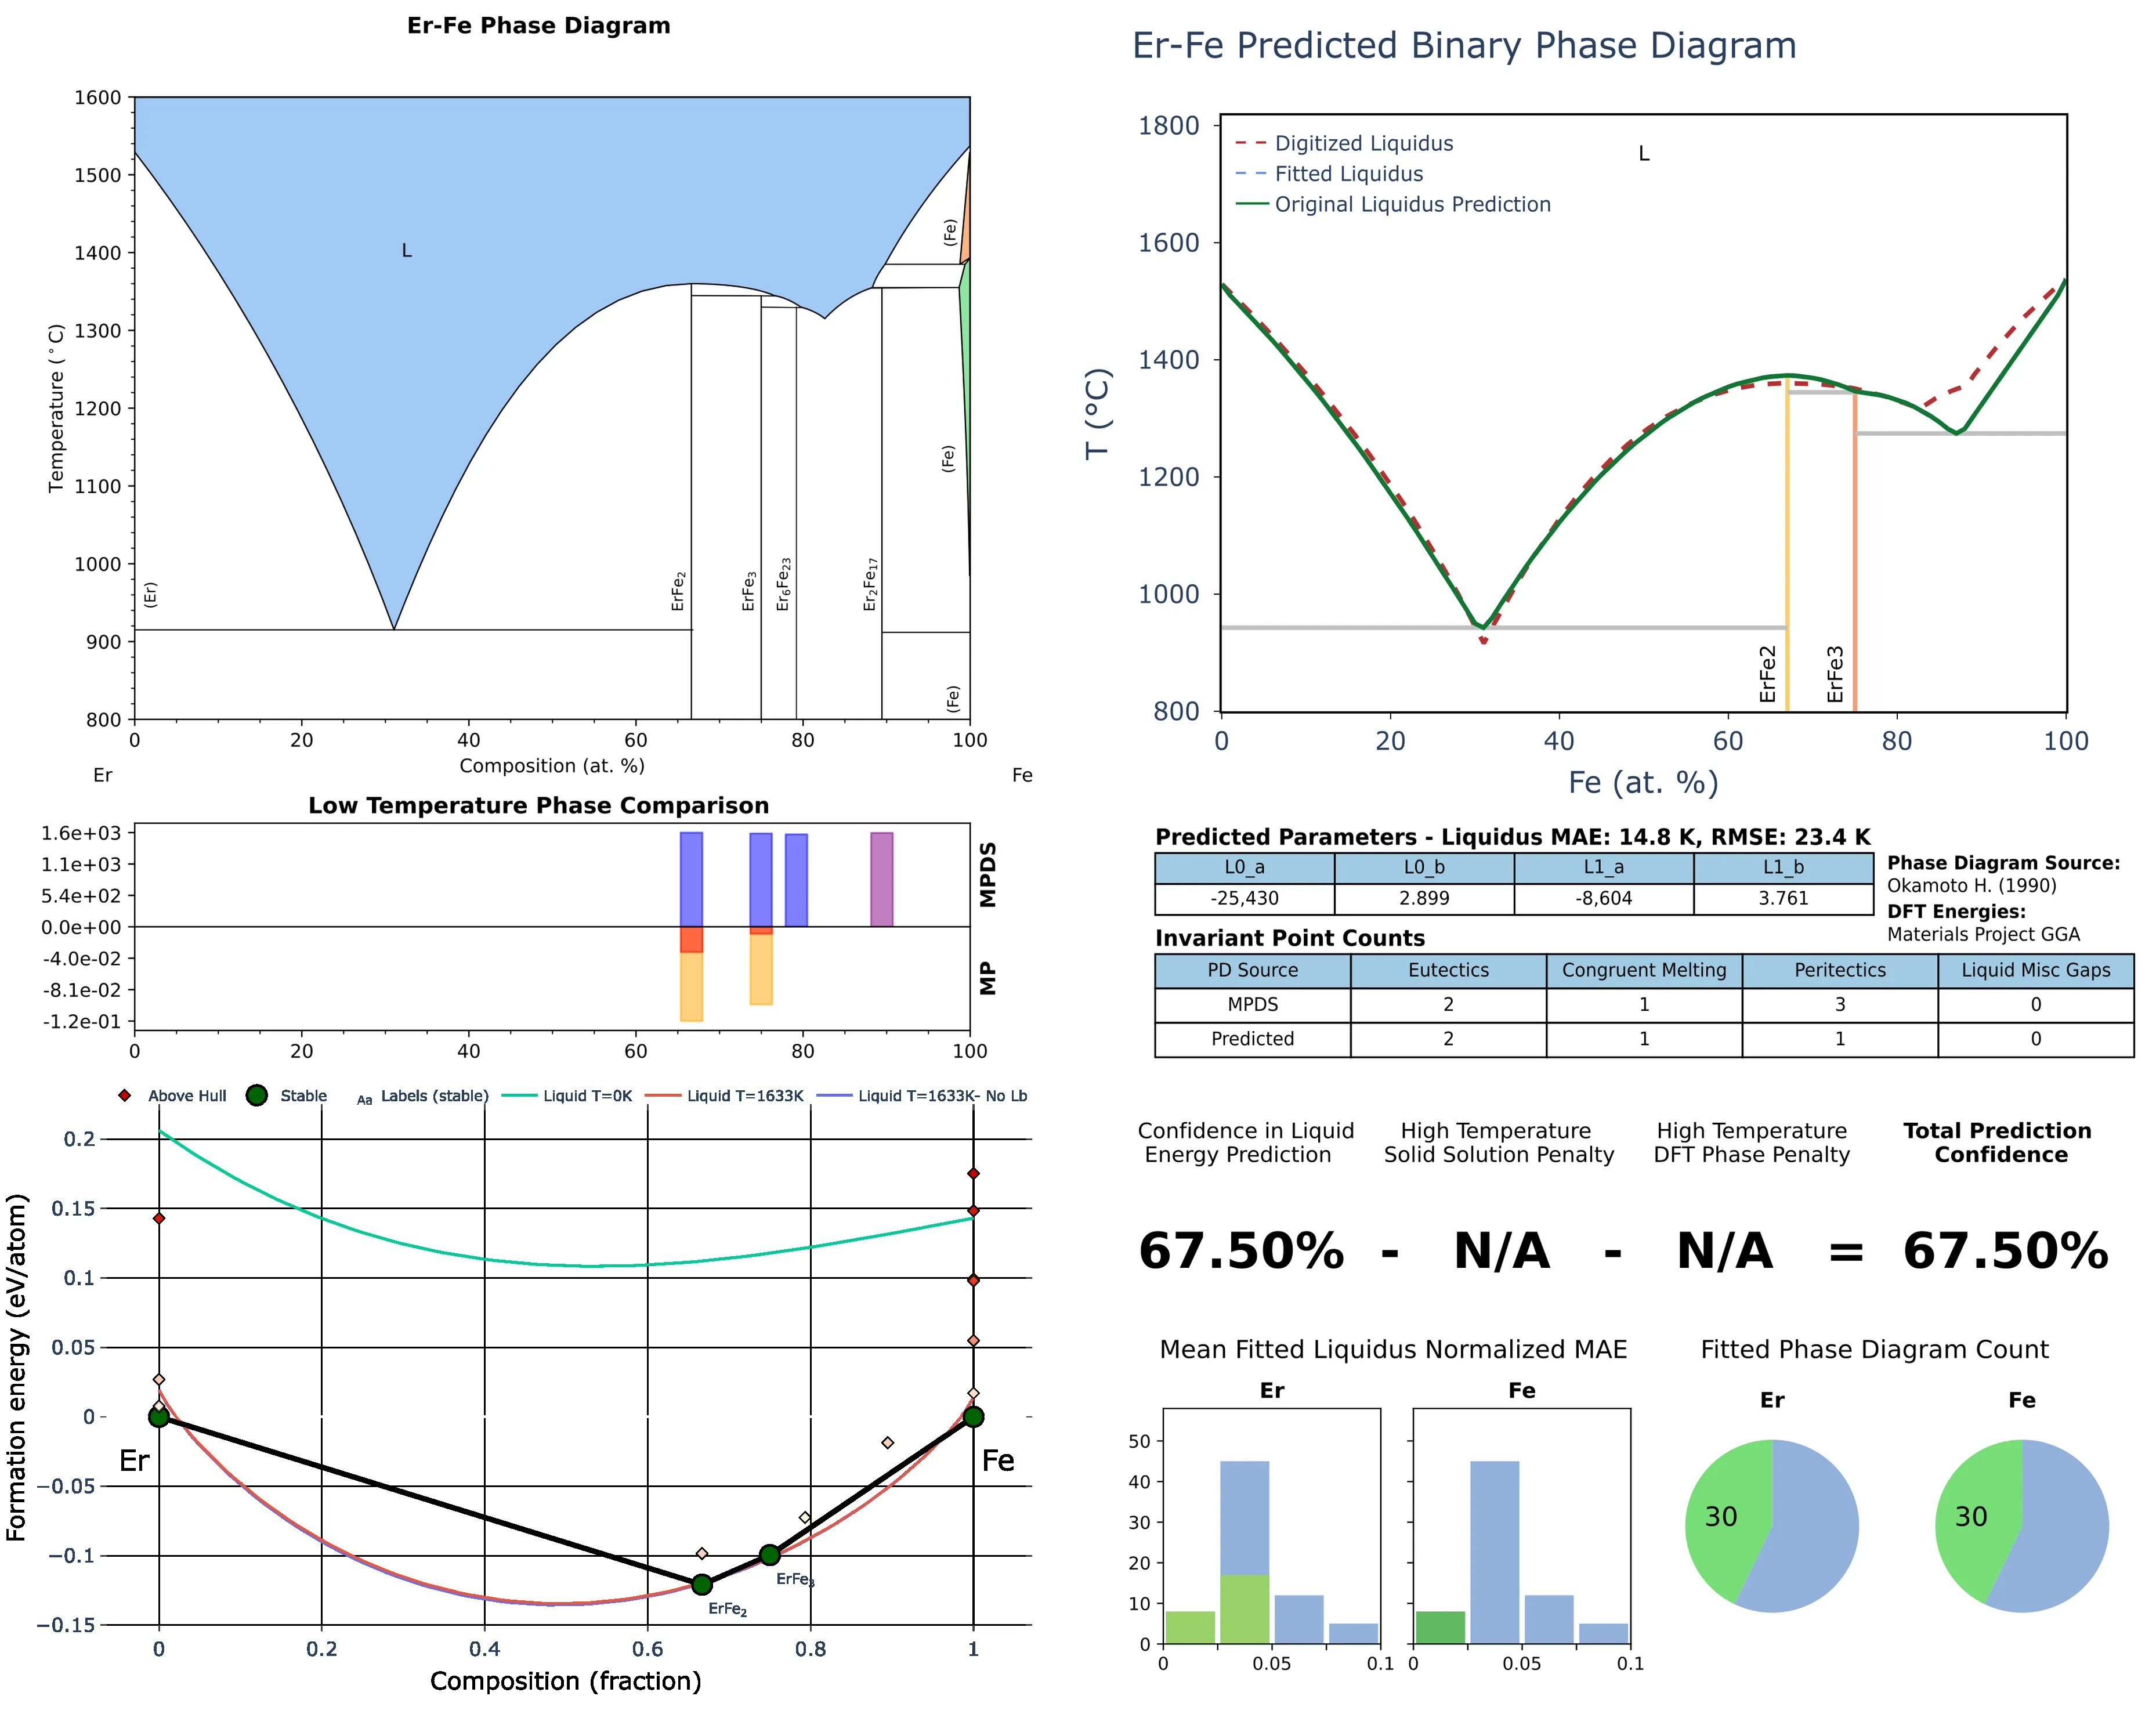 Er-Fe Phase Diagram
1600
1500
1400
1300
1200
1100
1000
900
800
Temperature (°C)
L
(Er)
ErFe2
ErFe3
Er6Fe23
Er2Fe17
(Fe)
(Fe)
(Fe)
0 20 40 60 80 100
Composition (at. %)
Er Fe
Er-Fe Predicted Binary Phase Diagram
1800
1600
1400
1200
1000
800
T (°C)
Digitized Liquidus
Fitted Liquidus
Original Liquidus Prediction
L
ErFe2
ErFe3
0 20 40 60 80 100
Fe (at. %)
Low Temperature Phase Comparison
1.6e+03
1.1e+03
5.4e+02
0.0e+00
-4.0e-02
-8.1e-02
-1.2e-01
MPDS
MP
0 20 40 60 80 100
Predicted Parameters - Liquidus MAE: 14.8 K, RMSE: 23.4 K
L0_a L0_b L1_a L1_b
-25,430 2.899 -8,604 3.761
Phase Diagram Source:
Okamoto H. (1990)
DFT Energies:
Materials Project GGA
Invariant Point Counts
PD Source Eutectics Congruent Melting Peritectics Liquid Misc Gaps
MPDS 2 1 3 0
Predicted 2 1 1 0
Above Hull Stable Aa Labels (stable) Liquid T=0K Liquid T=1633K Liquid T=1633K- No Lb
0.2
0.15
0.1
0.05
0
−0.05
−0.1
−0.15
Formation energy (eV/atom)
Er
Fe
ErFe3
ErFe2
0 0.2 0.4 0.6 0.8 1
Composition (fraction)
Confidence in Liquid
Energy Prediction
High Temperature
Solid Solution Penalty
High Temperature
DFT Phase Penalty
Total Prediction
Confidence
67.50% - N/A - N/A = 67.50%
Mean Fitted Liquidus Normalized MAE
Er Fe
50
40
30
20
10
0
0 0.05 0.1 0 0.05 0.1
Fitted Phase Diagram Count
Er Fe
30 30